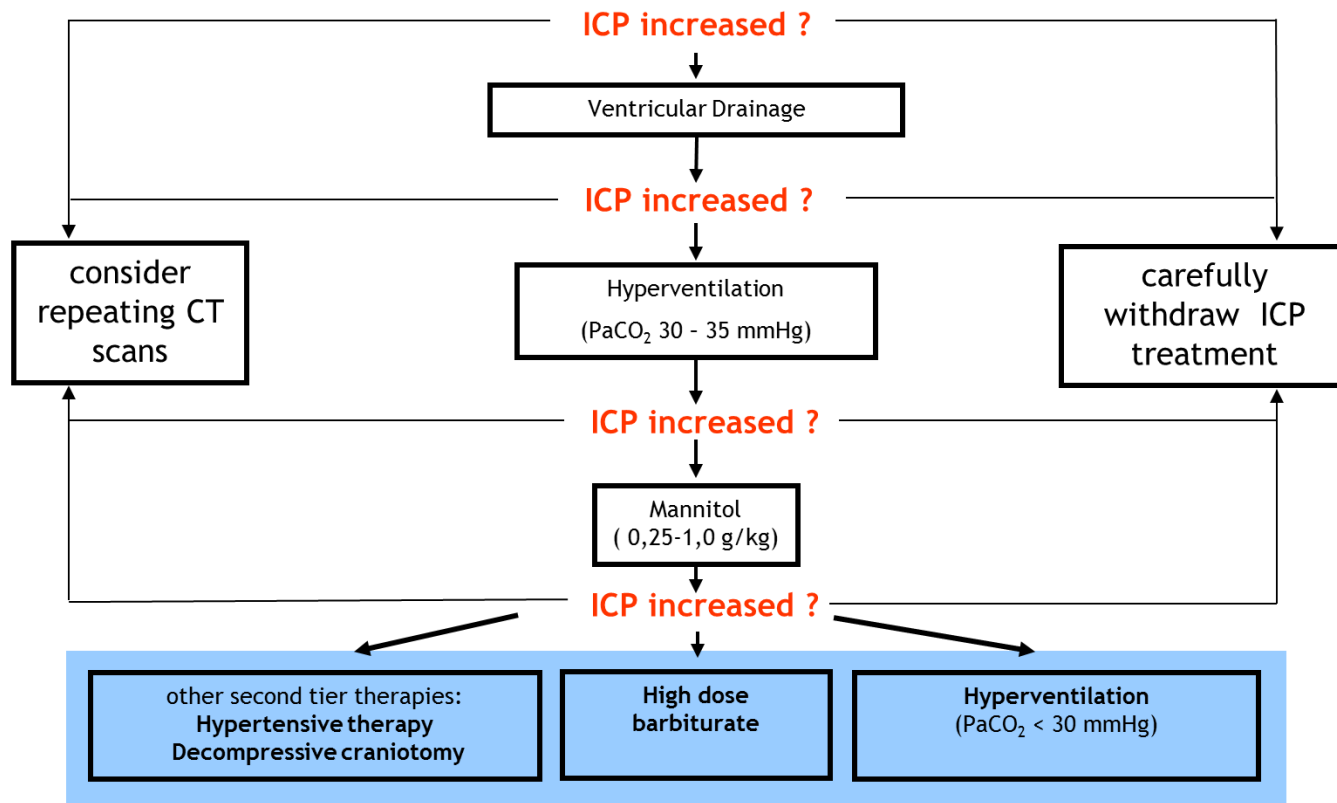 ICP increased ?
Ventricular Drainage
ICP increased ?
consider
repeating CT
scans
Hyperventilation
(PaCO₂ 30 – 35 mmHg)
carefully
withdraw ICP
treatment
ICP increased ?
Mannitol
( 0,25-1,0 g/kg)
ICP increased ?
other second tier therapies:
Hypertensive therapy
Decompressive craniotomy
High dose
barbiturate
Hyperventilation
(PaCO₂ < 30 mmHg)